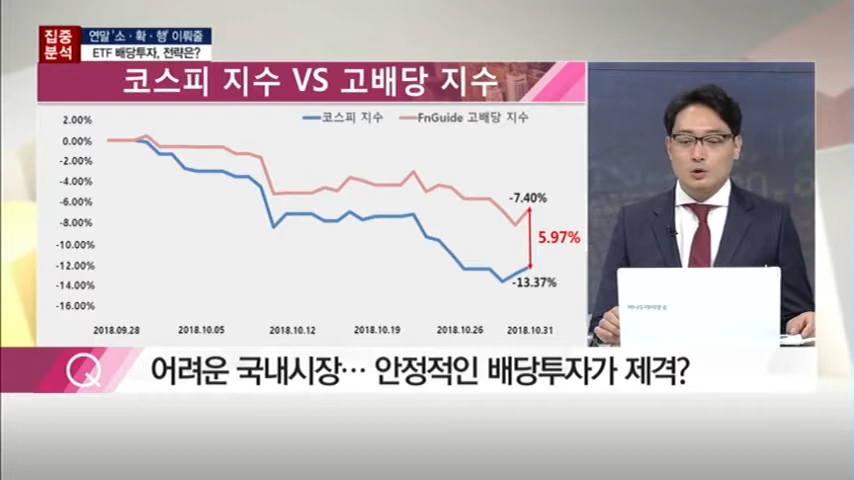 집중
분석
연말 '소·확·행' 이뤄줄
ETF 배당투자, 전략은?
코스피 지수 VS 고배당 지수
코스피 지수
FnGuide 고배당 지수
2.00%
0.00%
-2.00%
-4.00%
-6.00%
-8.00%
-10.00%
-12.00%
-14.00%
-16.00%
-7.40%
5.97%
-13.37%
2018.09.28
2018.10.05
2018.10.12
2018.10.19
2018.10.26
2018.10.31
Q
어려운 국내시장… 안정적인 배당투자가 제격?